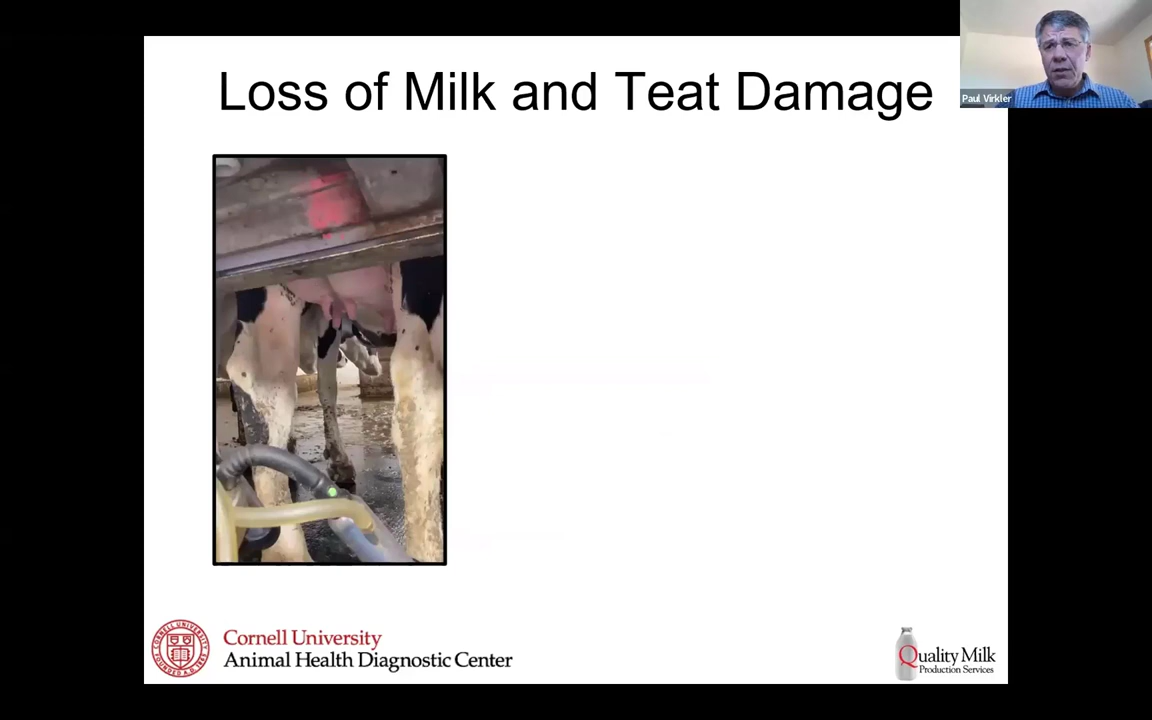 Loss of Milk and Teat Damage
Paul Virkler
Cornell University
Animal Health Diagnostic Center
Quality Milk
Production Services